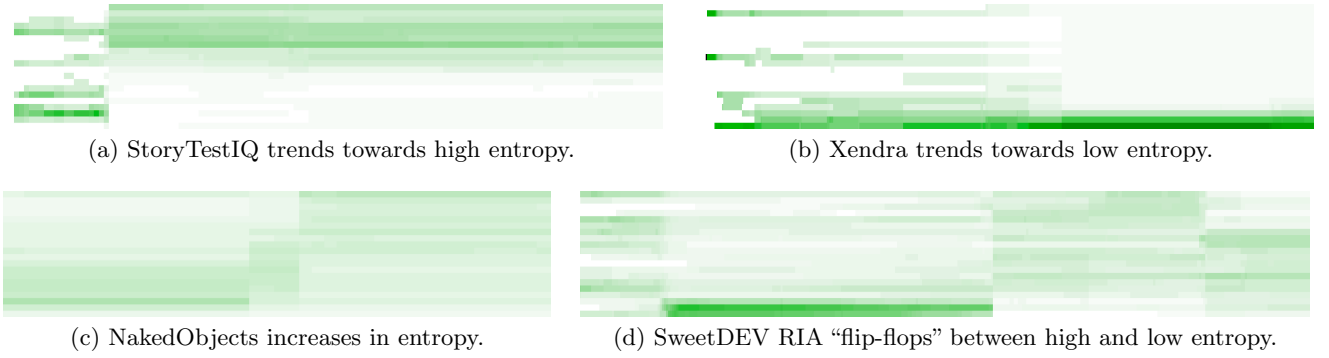 (a) StoryTestIQ trends towards high entropy.
(b) Xendra trends towards low entropy.
(c) NakedObjects increases in entropy.
(d) SweetDEV RIA “flip-flops” between high and low entropy.